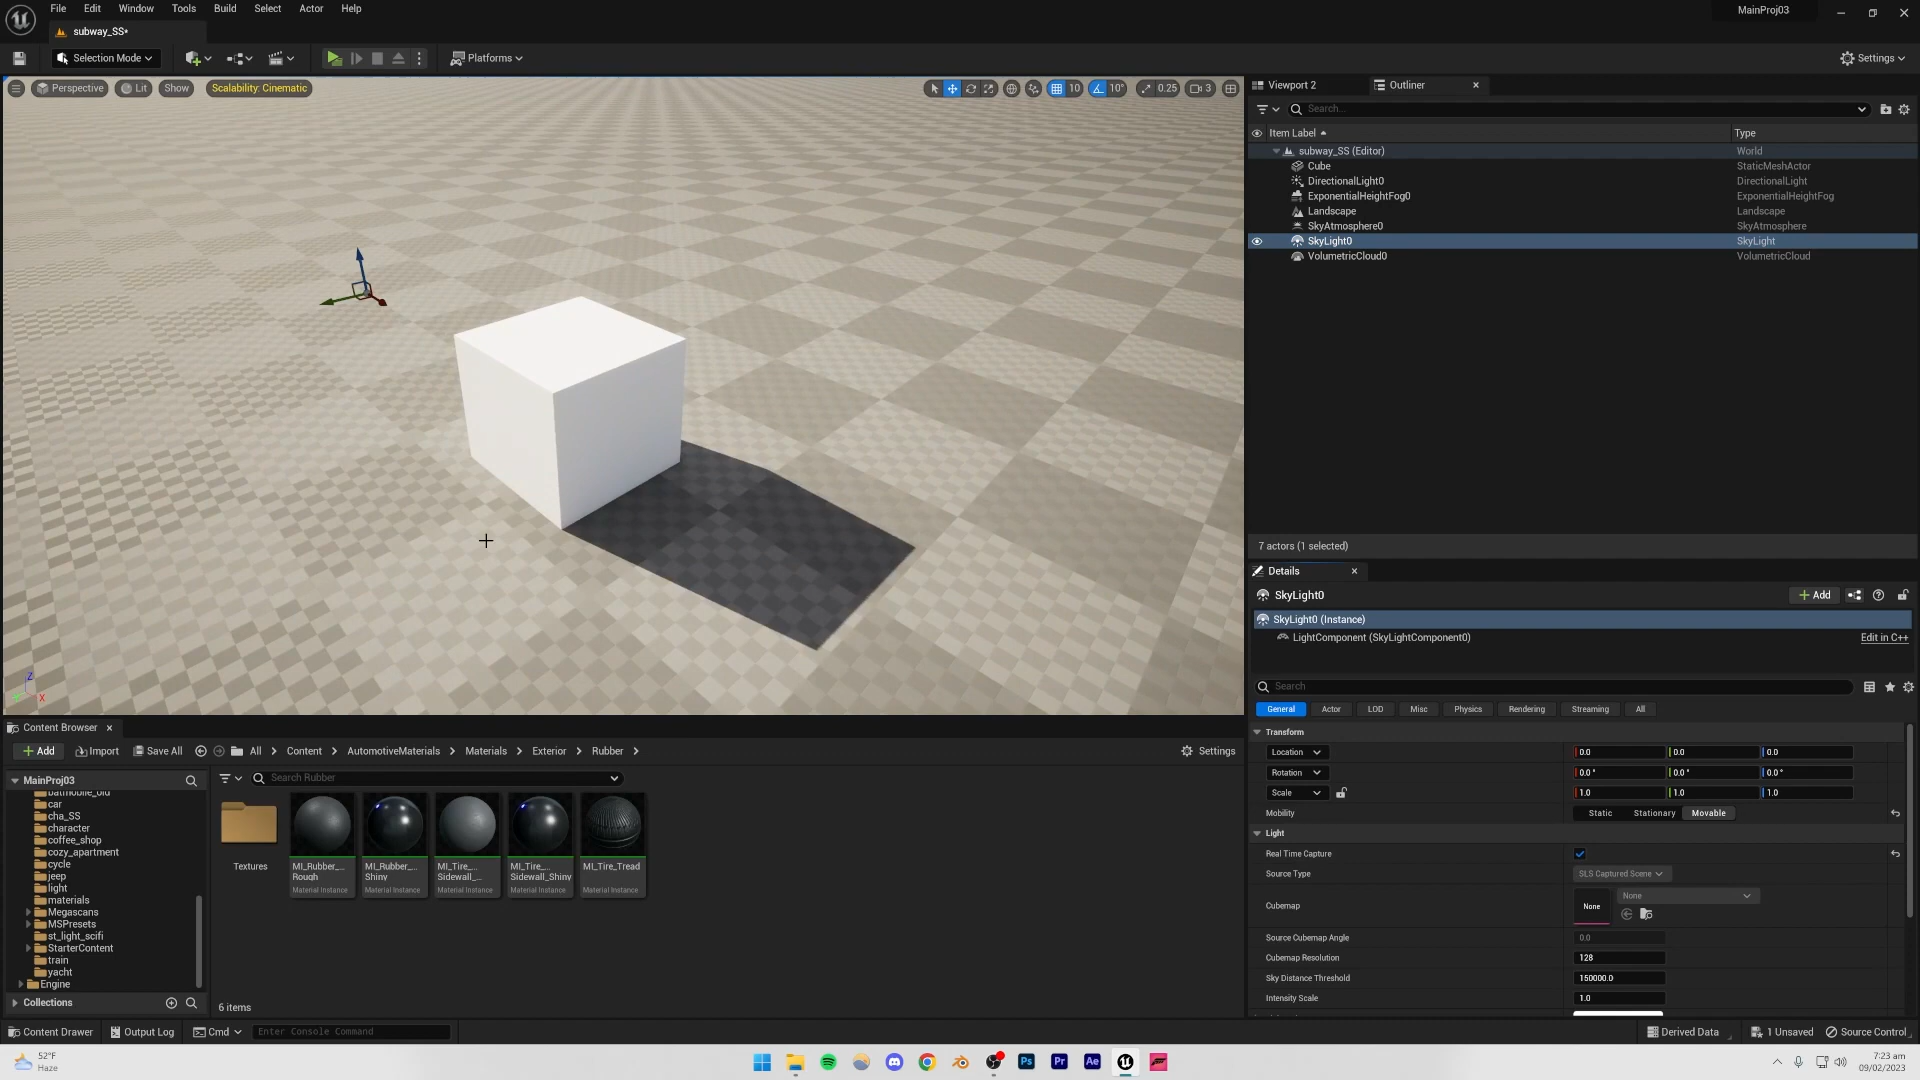 File Edit Window Tools Build Select Actor Help
MainProj03
subway_SS*
Selection Mode
Platforms
Settings
Perspective Lit Show Scalability: Cinematic
10 10° 0.25 3
Viewport 2
Outliner
Search...
Item Label Type
subway_SS (Editor) World
Cube StaticMeshActor
DirectionalLight0 DirectionalLight
ExponentialHeightFog0 ExponentialHeightFog
Landscape Landscape
SkyAtmosphere0 SkyAtmosphere
SkyLight0 SkyLight
VolumetricCloud0 VolumetricCloud
7 actors (1 selected)
Details
SkyLight0
Add
SkyLight0 (Instance)
LightComponent (SkyLightComponent0) Edit in C++
Search
General Actor LOD Misc Physics Rendering Streaming All
Transform
Location 0.0 0.0 0.0
Rotation 0.0° 0.0° 0.0°
Scale 1.0 1.0 1.0
Mobility Static Stationary Movable
Light
Real Time Capture
Source Type SLS Captured Scene
Cubemap None None
Source Cubemap Angle 0.0
Cubemap Resolution 128
Sky Distance Threshold 150000.0
Intensity Scale 1.0
Z
X
Content Browser
Add Import Save All All Content AutomotiveMaterials Materials Exterior Rubber Settings
MainProj03
Search Rubber
batmobile_old
car
cha_SS
character
coffee_shop
cozy_apartment
cycle
jeep
light
materials
Megascans
MSPresets
st_light_scifi
StarterContent
train
yacht
Engine
Collections
Textures
MI_Rubber_...
Rough
Material Instance
MI_Rubber_...
Shiny
Material Instance
MI_Tire_...
Sidewall_...
Material Instance
MI_Tire_...
Sidewall_Shiny
Material Instance
MI_Tire_Tread
Material Instance
6 items
Content Drawer Output Log Cmd Enter Console Command
Derived Data 1 Unsaved Source Control
52°F
Haze
Ps Pr Ae
7:23 am
09/02/2023